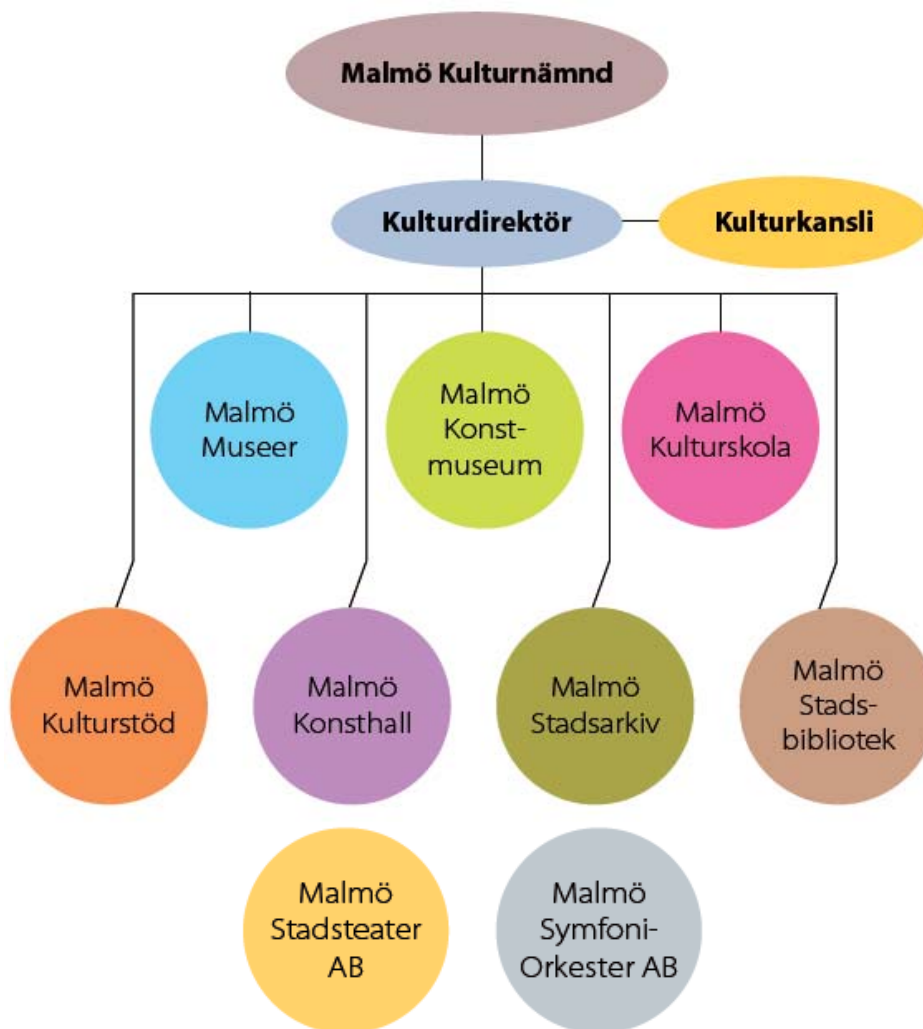 Malmö Kulturnämnd
Kulturdirektör
Kulturkansli
Malmö
Museer
Malmö
Konst-
museum
Malmö
Kulturskola
Malmö
Kulturstöd
Malmö
Konsthall
Malmö
Stadsarkiv
Malmö
Stads-
bibliotek
Malmö
Stadsteater
AB
Malmö
Symfoni-
Orkester AB